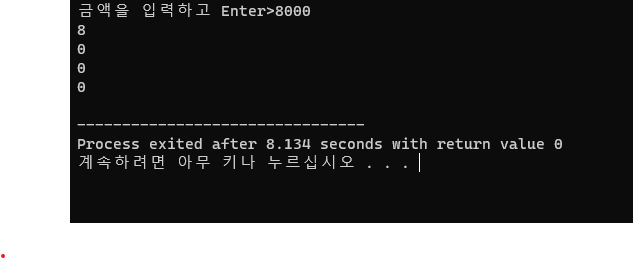 금액을 입력하고 Enter>8000
8
0
0
0
--------------------------------
Process exited after 8.134 seconds with return value 0
계속하려면 아무 키나 누르십시오 . . .